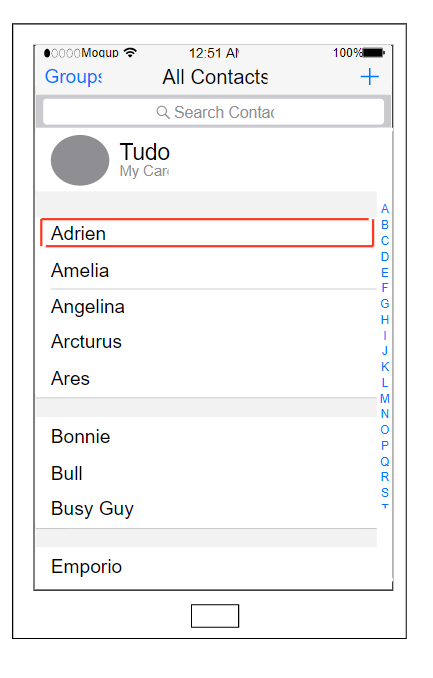 Moqup 12:51 A 100%
Groups All Contacts +
Search Contac
Tudo
My Car
Adrien
Amelia
Angelina
Arcturus
Ares
Bonnie
Bull
Busy Guy
Emporio
A
B
C
D
E
F
G
H
I
J
K
L
M
N
O
P
Q
R
S
T